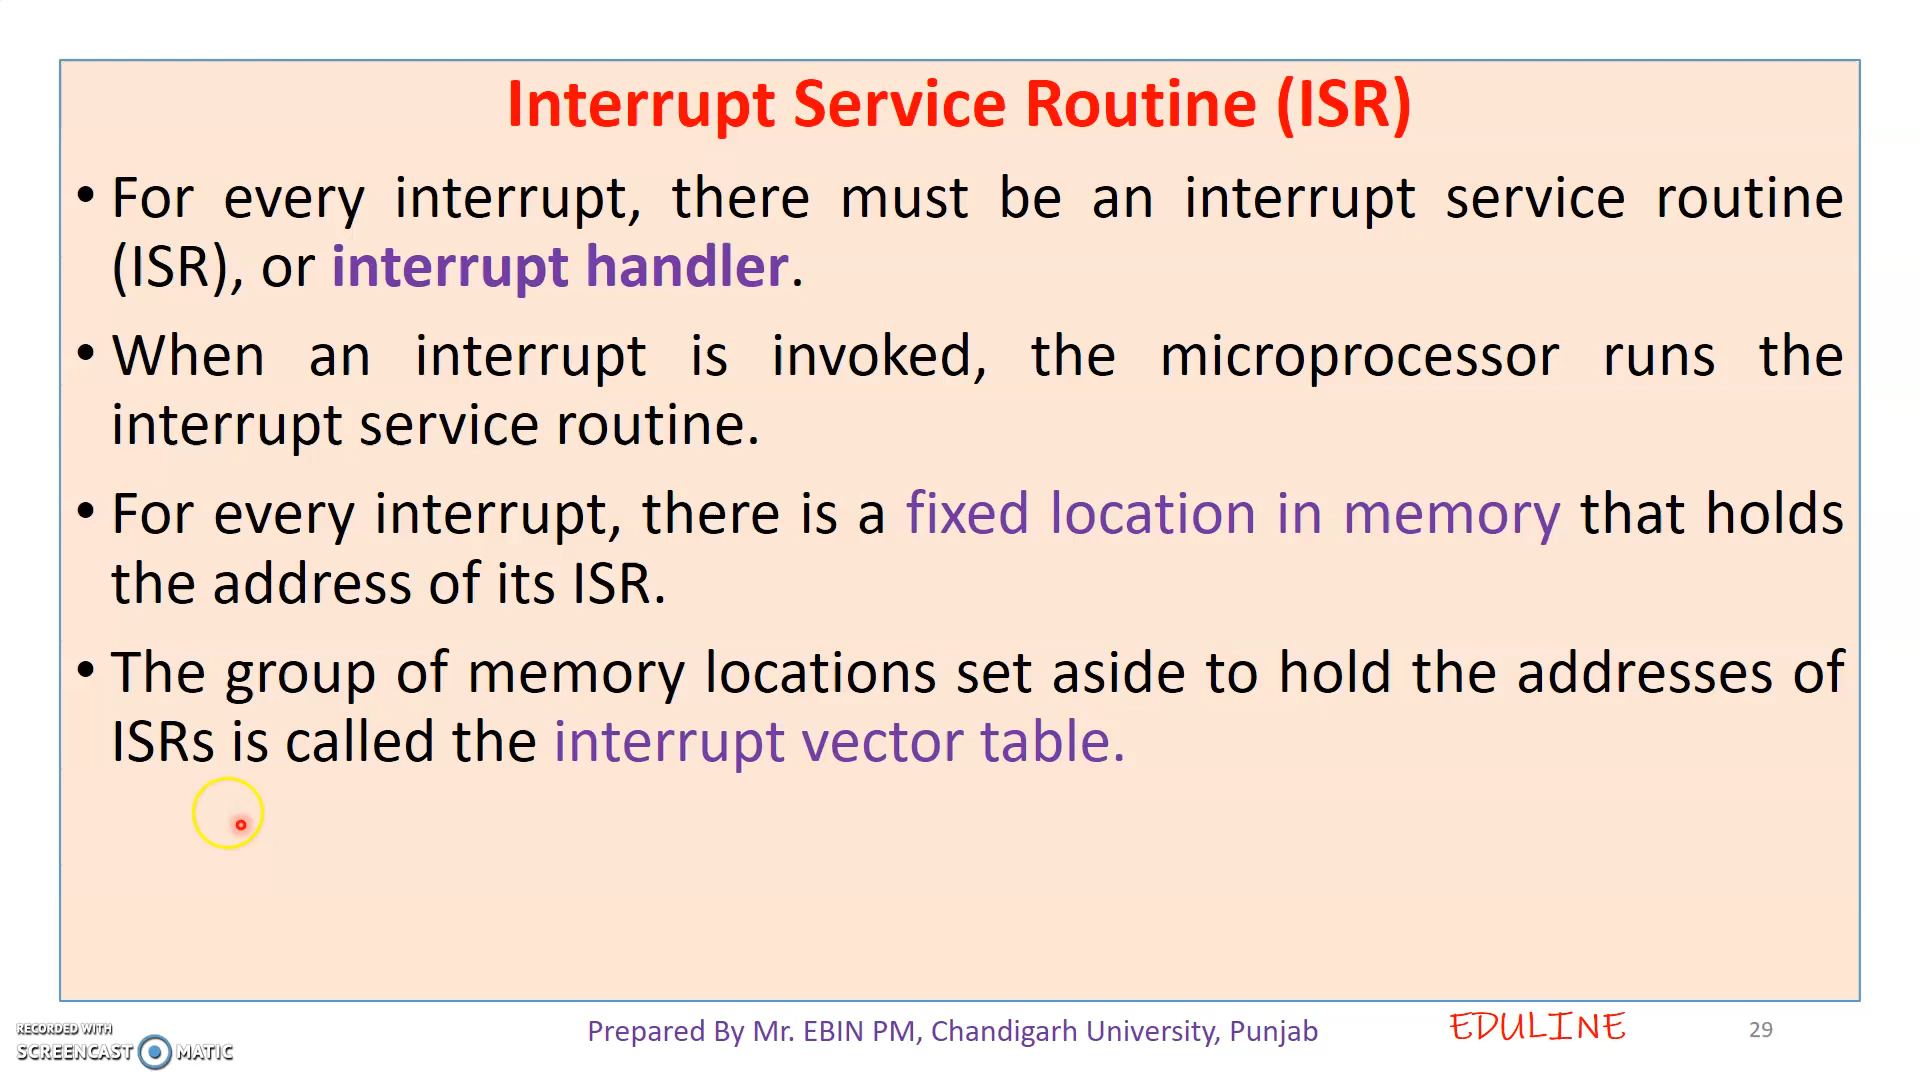 Interrupt Service Routine (ISR)
• For every interrupt, there must be an interrupt service routine
(ISR), or interrupt handler.
• When an interrupt is invoked, the microprocessor runs the
interrupt service routine.
• For every interrupt, there is a fixed location in memory that holds
the address of its ISR.
• The group of memory locations set aside to hold the addresses of
ISRs is called the interrupt vector table.
RECORDED WITH
SCREENCAST MATIC
Prepared By Mr. EBIN PM, Chandigarh University, Punjab
EDULINE
29